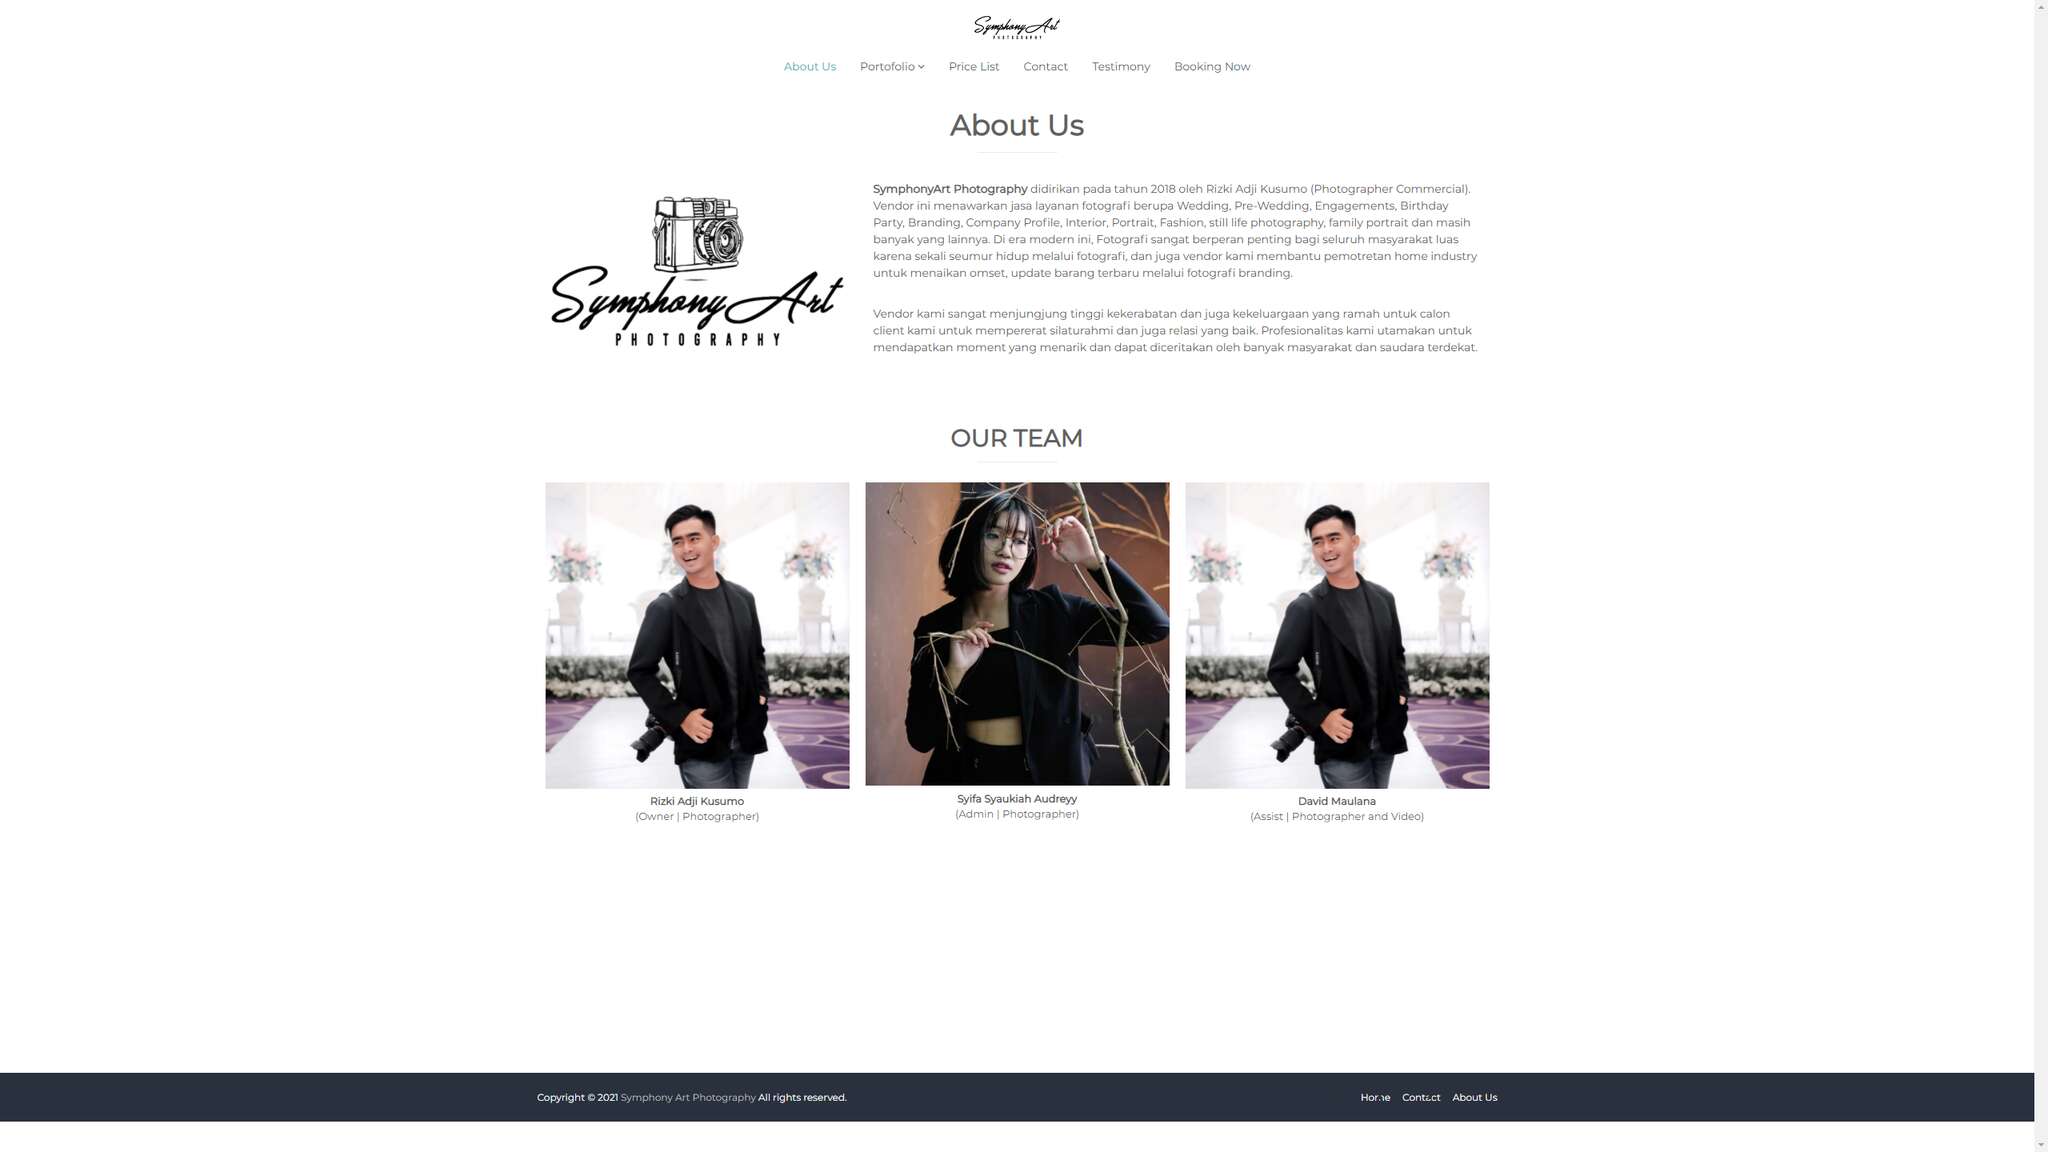 SymphonyArt
PHOTOGRAPHY
About Us Portofolio Price List Contact Testimony Booking Now
About Us
SymphonyArt
PHOTOGRAPHY
SymphonyArt Photography didirikan pada tahun 2018 oleh Rizki Adji Kusumo (Photographer Commercial).
Vendor ini menawarkan jasa layanan fotografi berupa Wedding, Pre-Wedding, Engagements, Birthday
Party, Branding, Company Profile, Interior, Portrait, Fashion, still life photography, family portrait dan masih
banyak yang lainnya. Di era modern ini, Fotografi sangat berperan penting bagi seluruh masyarakat luas
karena sekali seumur hidup melalui fotografi, dan juga vendor kami membantu pemotretan home industry
untuk menaikan omset, update barang terbaru melalui fotografi branding.
Vendor kami sangat menjungjung tinggi kekerabatan dan juga kekeluargaan yang ramah untuk calon
client kami untuk mempererat silaturahmi dan juga relasi yang baik. Profesionalitas kami utamakan untuk
mendapatkan moment yang menarik dan dapat diceritakan oleh banyak masyarakat dan saudara terdekat.
OUR TEAM
Rizki Adji Kusumo
(Owner | Photographer)
Syifa Syaukiah Audreyy
(Admin | Photographer)
David Maulana
(Assist | Photographer and Video)
Copyright © 2021 Symphony Art Photography All rights reserved.
Home Contact About Us